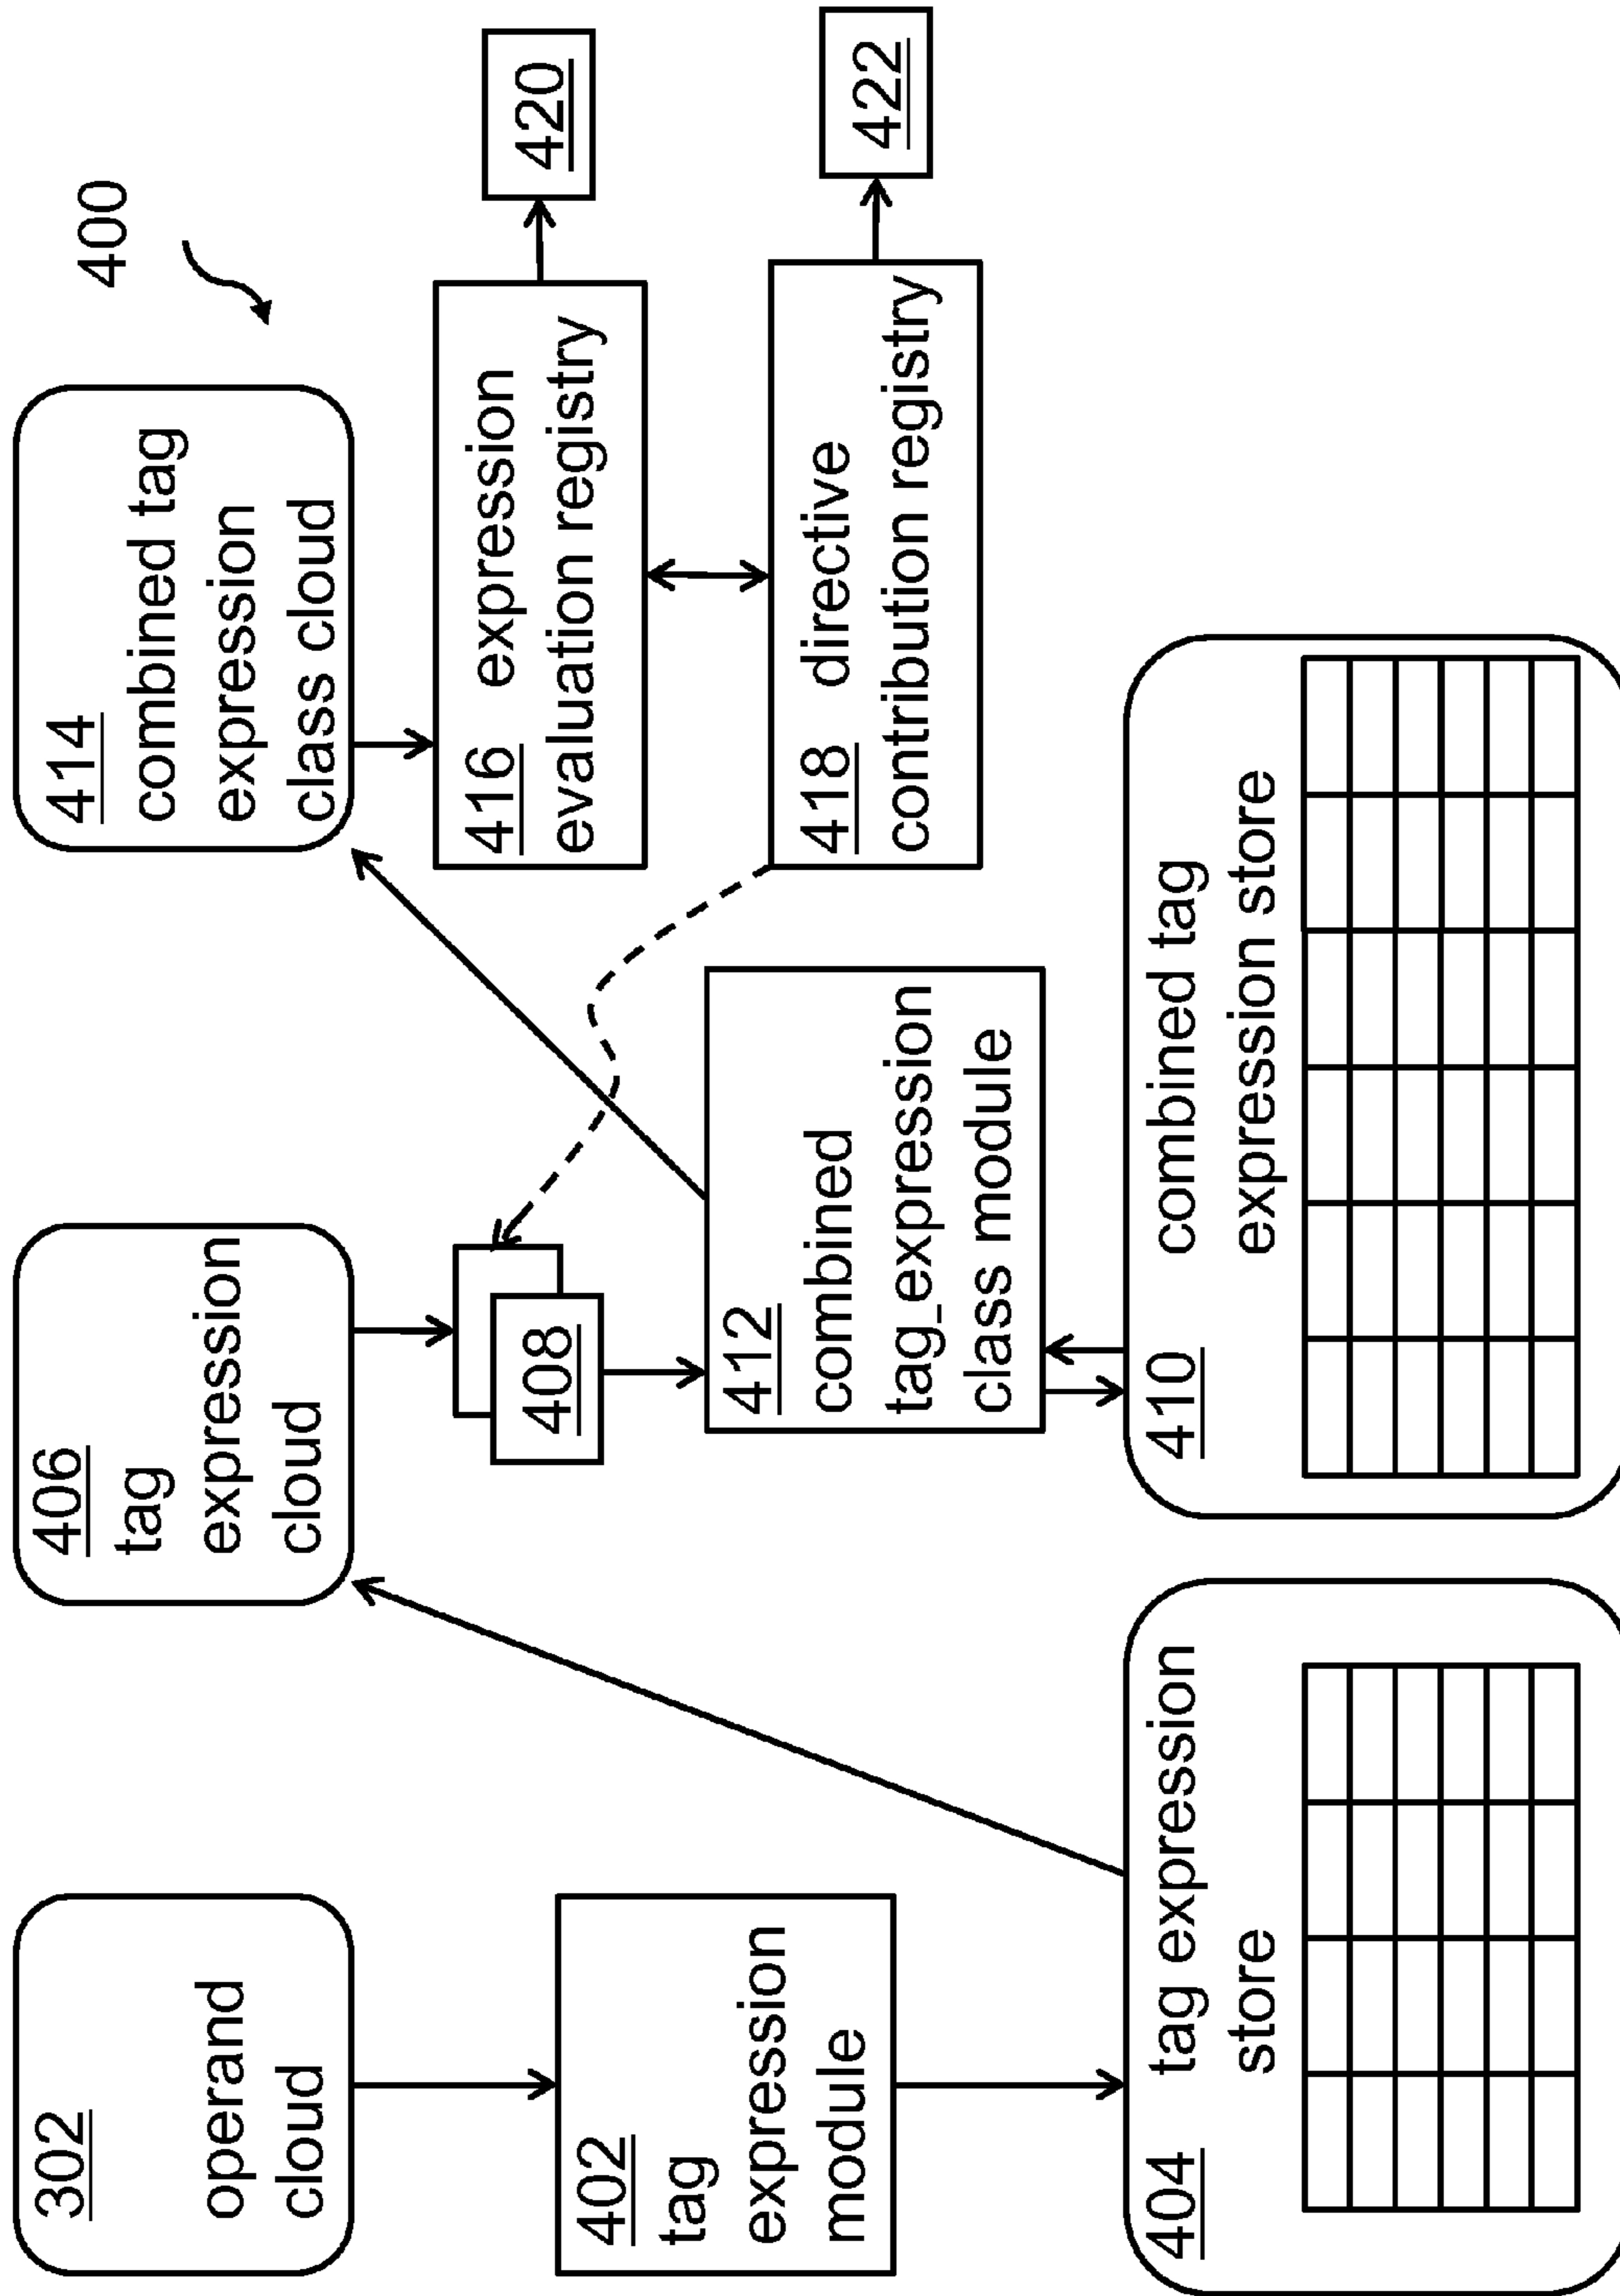 400
302
operand
cloud
402
tag
expression
module
404 tag expression
store
406
tag
expression
cloud
408
412
combined
tag_expression
class module
410 combined tag
expression store
414
combined tag
expression
class cloud
416 expression
evaluation registry
418 directive
contribution registry
420
422